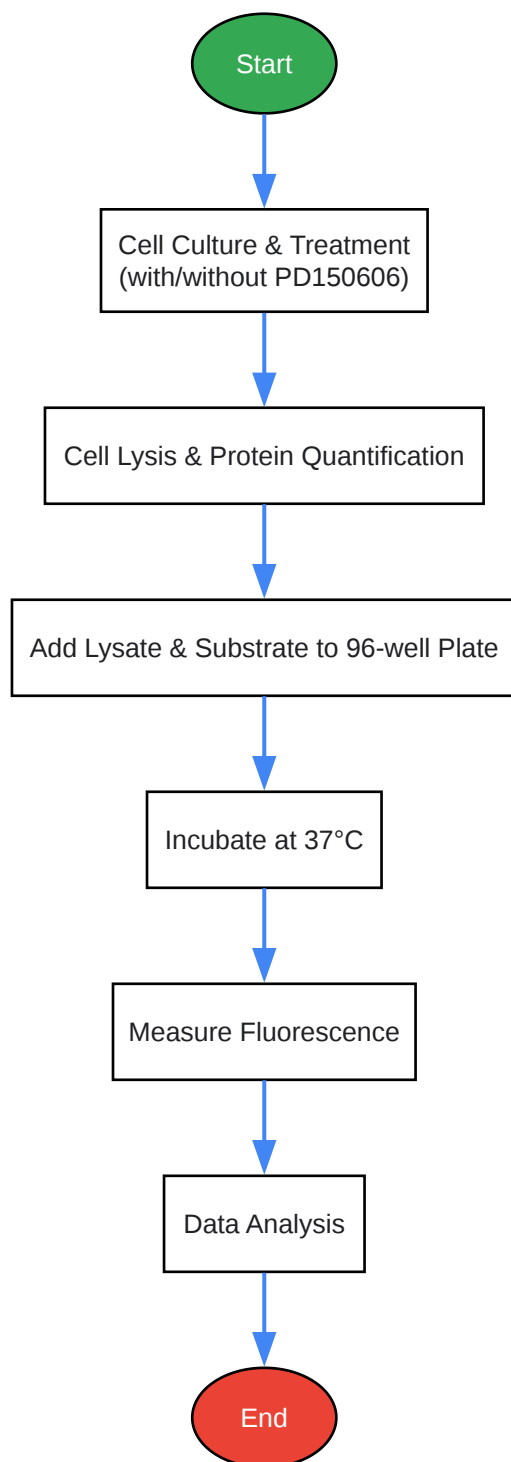 Start
Cell Culture & Treatment
(with/without PD150606)
Cell Lysis & Protein Quantification
Add Lysate & Substrate to 96-well Plate
Incubate at 37°C
Measure Fluorescence
Data Analysis
End